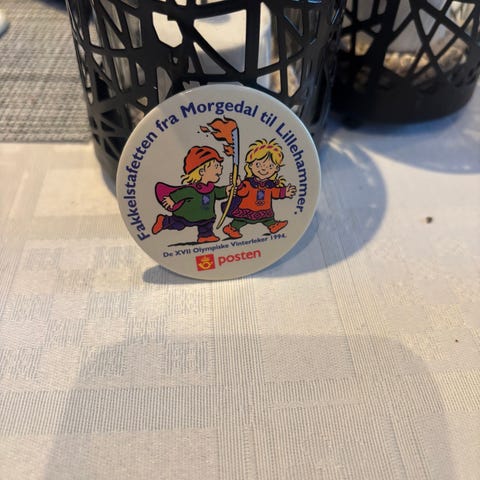 Fakkelstafetten fra Morgedal til Lillehammer.
De XVII Olympiske Vinterleker 1994.
posten